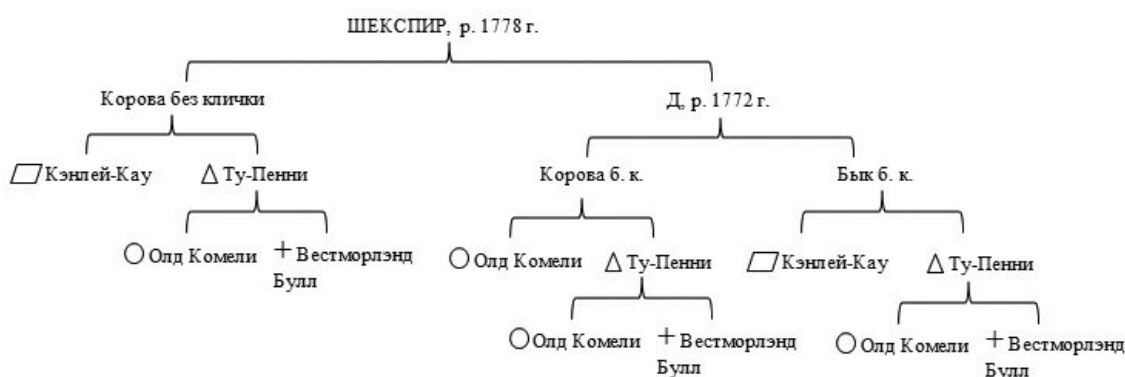 ШЕКСПИР, р. 1778 г.
Корова без клички
Д, р. 1772 г.
Кэнлей-Кау
Ту-Пенни
Корова б. к.
Бык б. к.
Олд Комели
+ Вестморлэнд
Булл
Олд Комели
Ту-Пенни
Кэнлей-Кау
Ту-Пенни
Олд Комели
+ Вестморлэнд
Булл
Олд Комели
+ Вестморлэнд
Булл